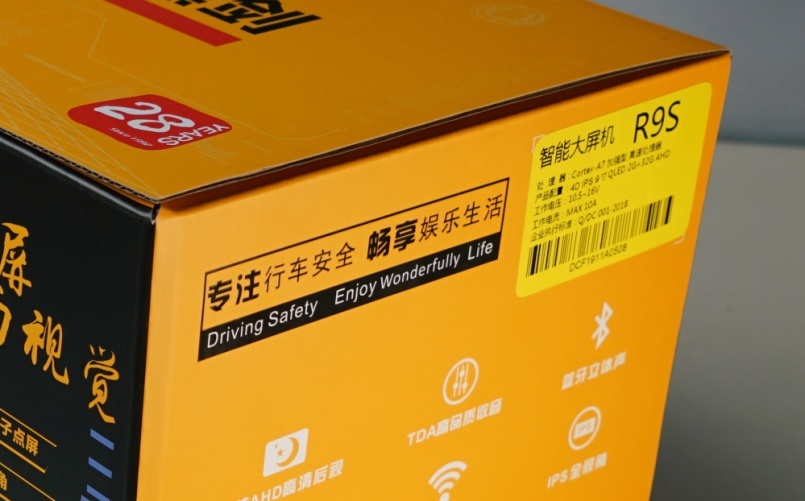 28
YEARS
智能大屏机 R9S
处 理 器：Cortex-A7 加强型 高速处理器
产品配置：4D IPS 9寸 QLED 2G+32G AHD
工作电压：10.5-16V
工作电流：MAX 10A
企业执行标准：Q/DC 001-2018
DCF1911A0508
专注行车安全 畅享娱乐生活
Driving Safety Enjoy Wonderfully Life
屏
视觉
子点屏
角
蓝牙立体声
TDA高品质收音
IPS
IPS全视角
AHD高清后视